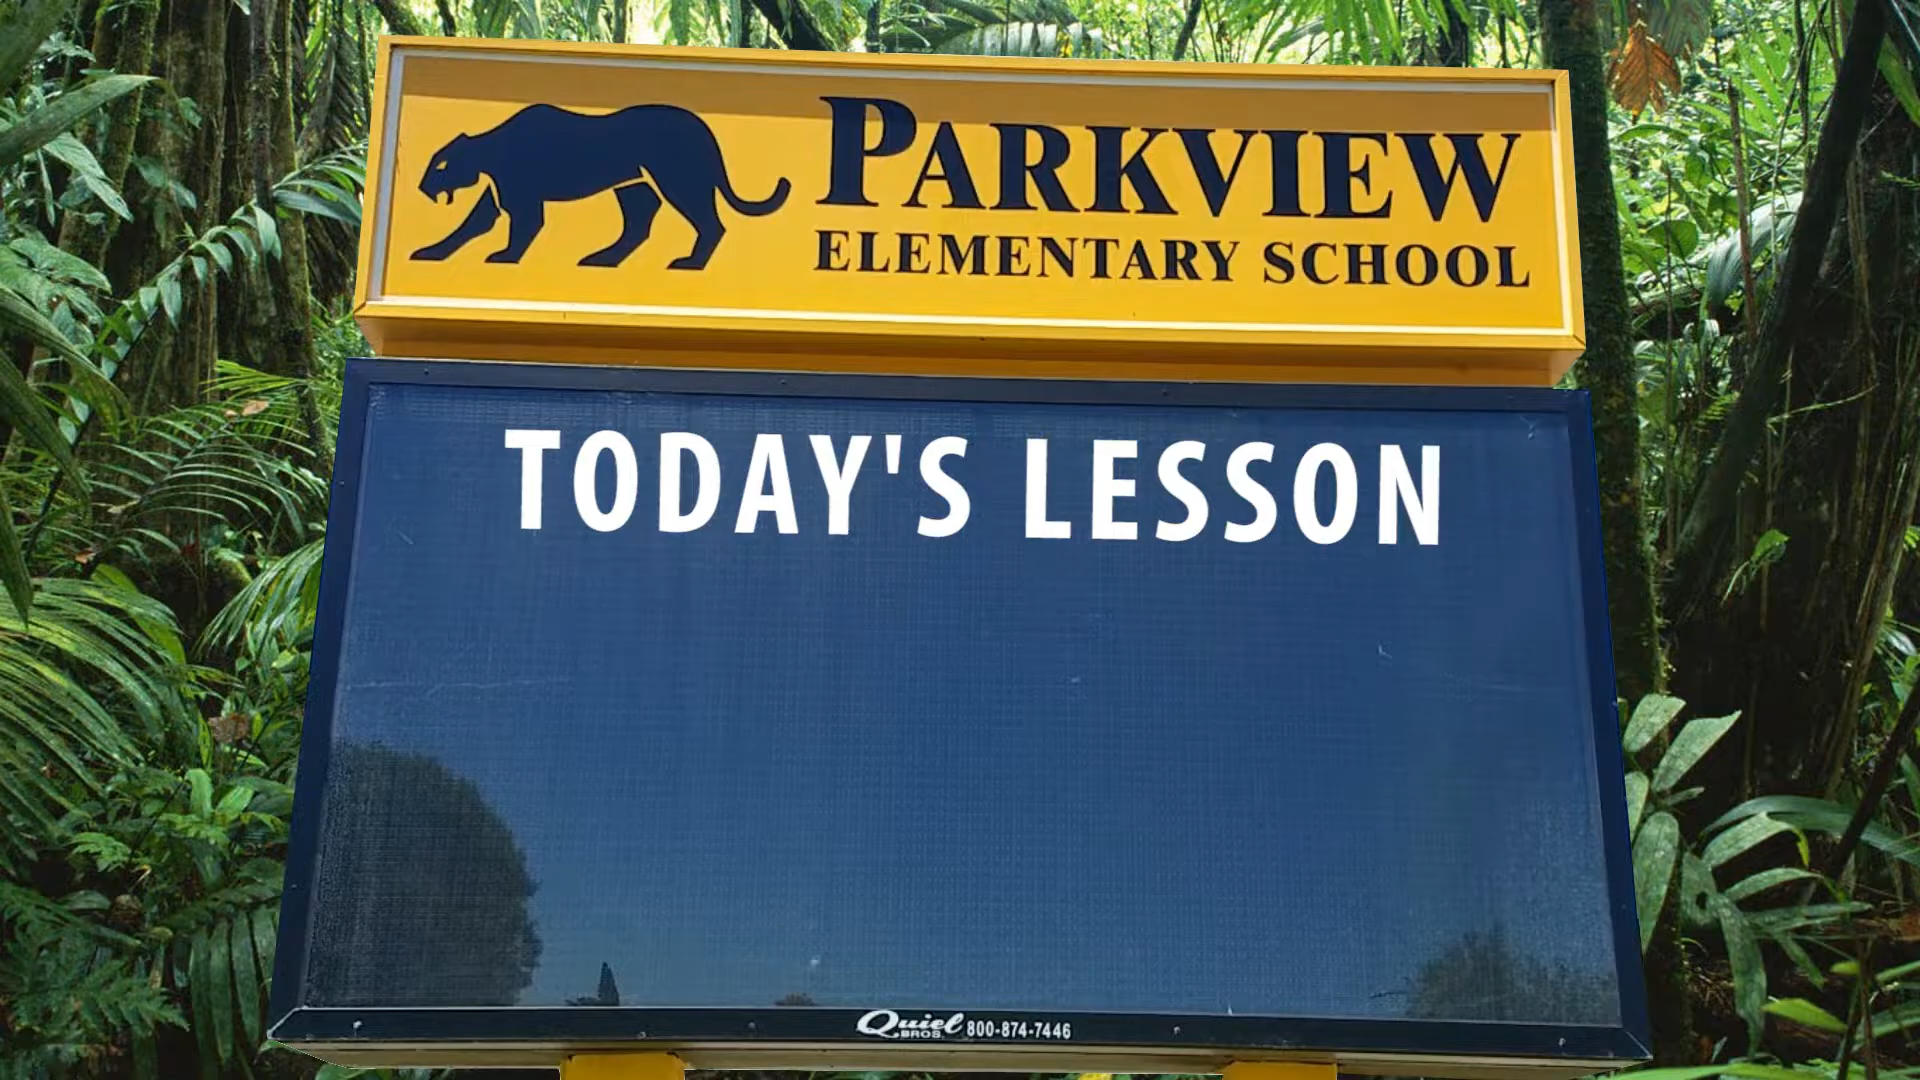 PARKVIEW
ELEMENTARY SCHOOL
TODAY'S LESSON
Quiel BROS. 800-874-7446